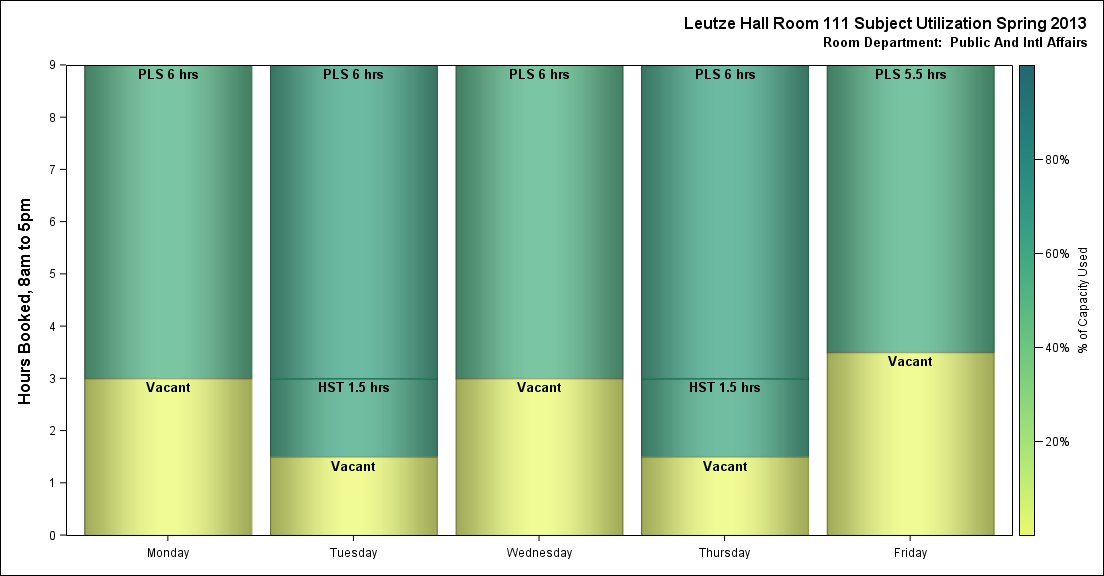 Leutze Hall Room 111 Subject Utilization Spring 2013
Room Department: Public And Intl Affairs
Hours Booked, 8am to 5pm
9
8
7
6
5
4
3
2
1
0
PLS 6 hrs
Vacant
PLS 6 hrs
HST 1.5 hrs
Vacant
PLS 6 hrs
Vacant
PLS 6 hrs
HST 1.5 hrs
Vacant
PLS 5.5 hrs
Vacant
Monday
Tuesday
Wednesday
Thursday
Friday
80%
60%
40%
20%
% of Capacity Used